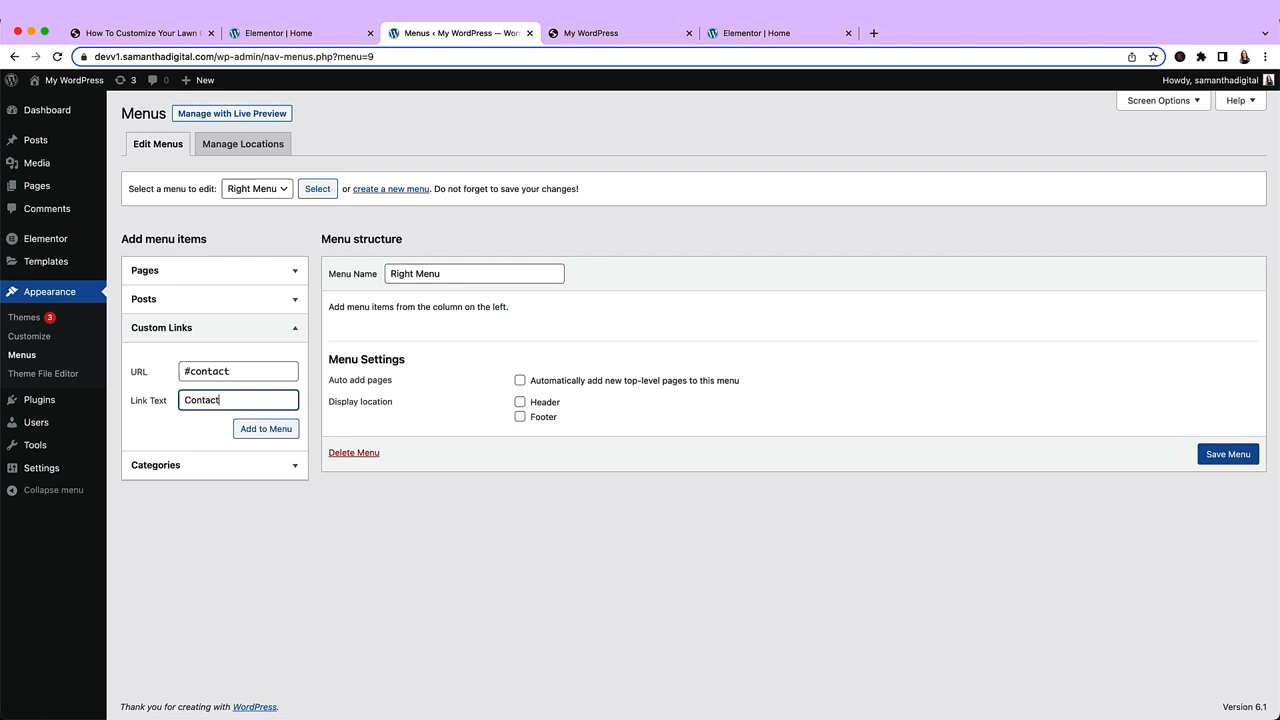 How To Customize Your Lawn
Elementor | Home
Menus ‹ My WordPress — Wor
My WordPress
Elementor | Home
devv1.samanthadigital.com/wp-admin/nav-menus.php?menu=9
My WordPress
3
0
New
Howdy, samanthadigital
Dashboard
Posts
Media
Pages
Comments
Elementor
Templates
Appearance
Themes 3
Customize
Menus
Theme File Editor
Plugins
Users
Tools
Settings
Collapse menu
Menus
Manage with Live Preview
Screen Options
Help
Edit Menus
Manage Locations
Select a menu to edit: Right Menu Select or create a new menu. Do not forget to save your changes!
Add menu items
Pages
Posts
Custom Links
URL #contact
Link Text Contact
Add to Menu
Categories
Menu structure
Menu Name Right Menu
Add menu items from the column on the left.
Menu Settings
Auto add pages Automatically add new top-level pages to this menu
Display location Header
Footer
Delete Menu
Save Menu
Thank you for creating with WordPress.
Version 6.1